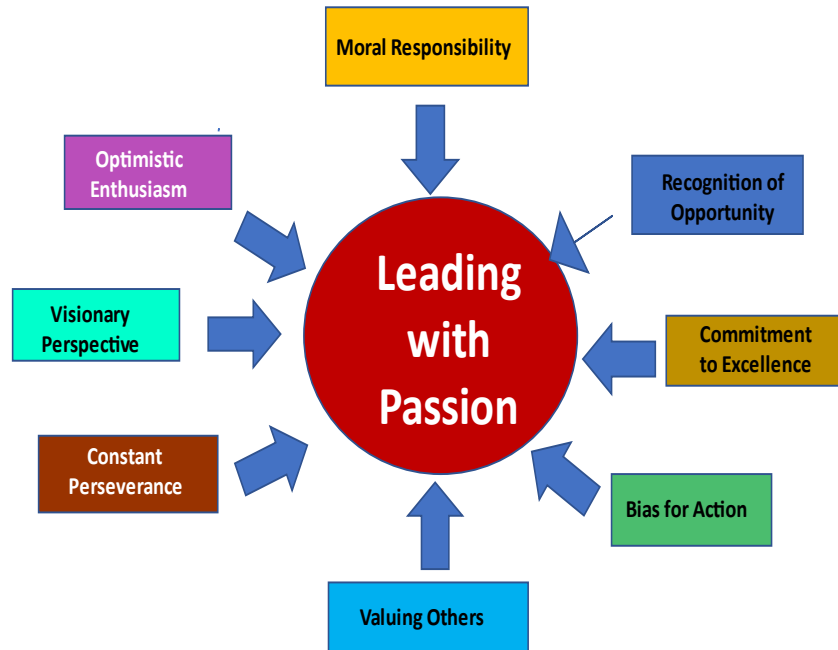 Moral Responsibility
Optimistic
Enthusiasm
Recognition of
Opportunity
Leading
with
Passion
Visionary
Perspective
Commitment
to Excellence
Constant
Perseverance
Bias for Action
Valuing Others